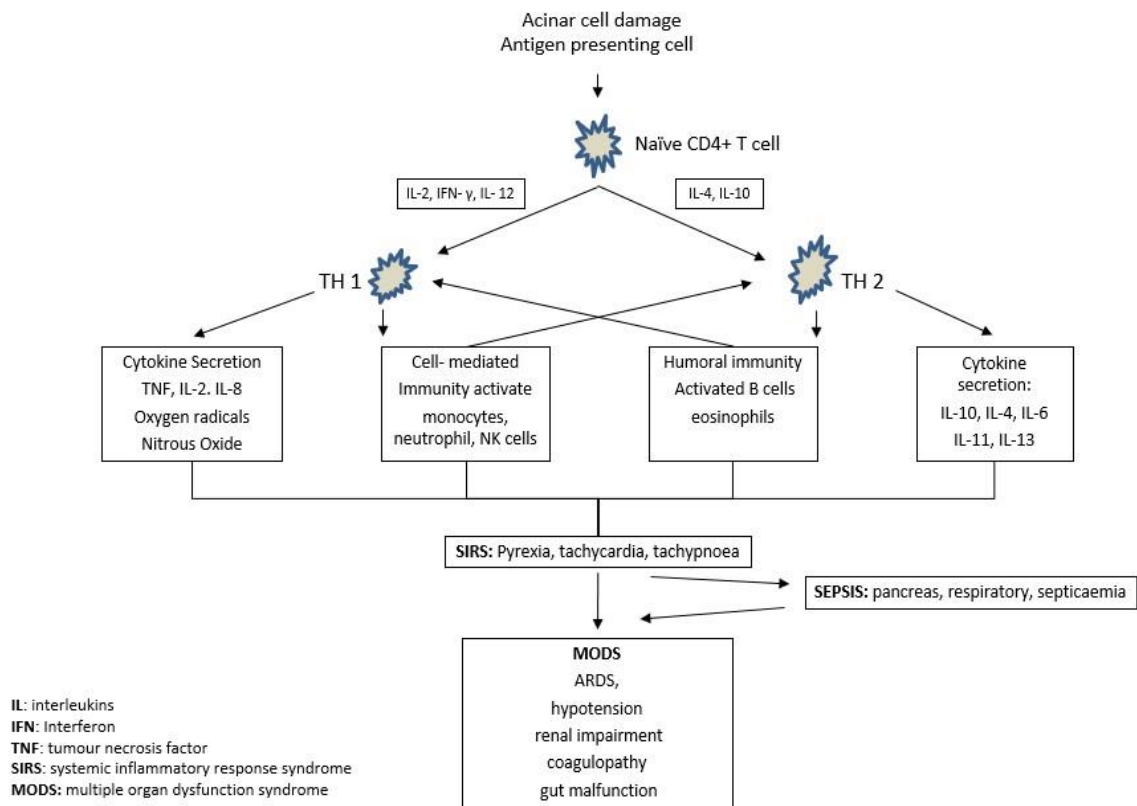 Acinar cell damage
Antigen presenting cell
Naïve CD4+ T cell
IL-2, IFN- γ, IL- 12
IL-4, IL-10
TH 1
TH 2
Cytokine Secretion
TNF, IL-2. IL-8
Oxygen radicals
Nitrous Oxide
Cell- mediated
Immunity activate
monocytes,
neutrophil, NK cells
Humoral immunity
Activated B cells
eosinophils
Cytokine
secretion:
IL-10, IL-4, IL-6
IL-11, IL-13
SIRS: Pyrexia, tachycardia, tachypnoea
SEPSIS: pancreas, respiratory, septicaemia
MODS
ARDS,
hypotension
renal impairment
coagulopathy
gut malfunction
IL: interleukins
IFN: Interferon
TNF: tumour necrosis factor
SIRS: systemic inflammatory response syndrome
MODS: multiple organ dysfunction syndrome